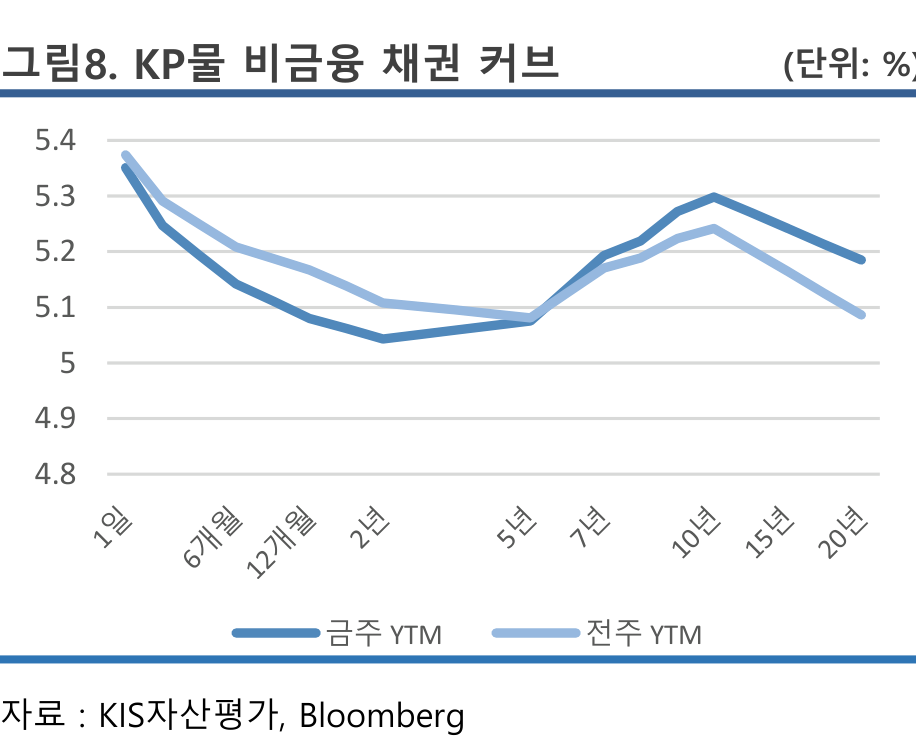 그림8. KP물 비금융 채권 커브 (단위: %)
5.4
5.3
5.2
5.1
5
4.9
4.8
1일 6개월 12개월 2년 5년 7년 10년 15년 20년
금주 YTM 전주 YTM
자료 : KIS자산평가, Bloomberg